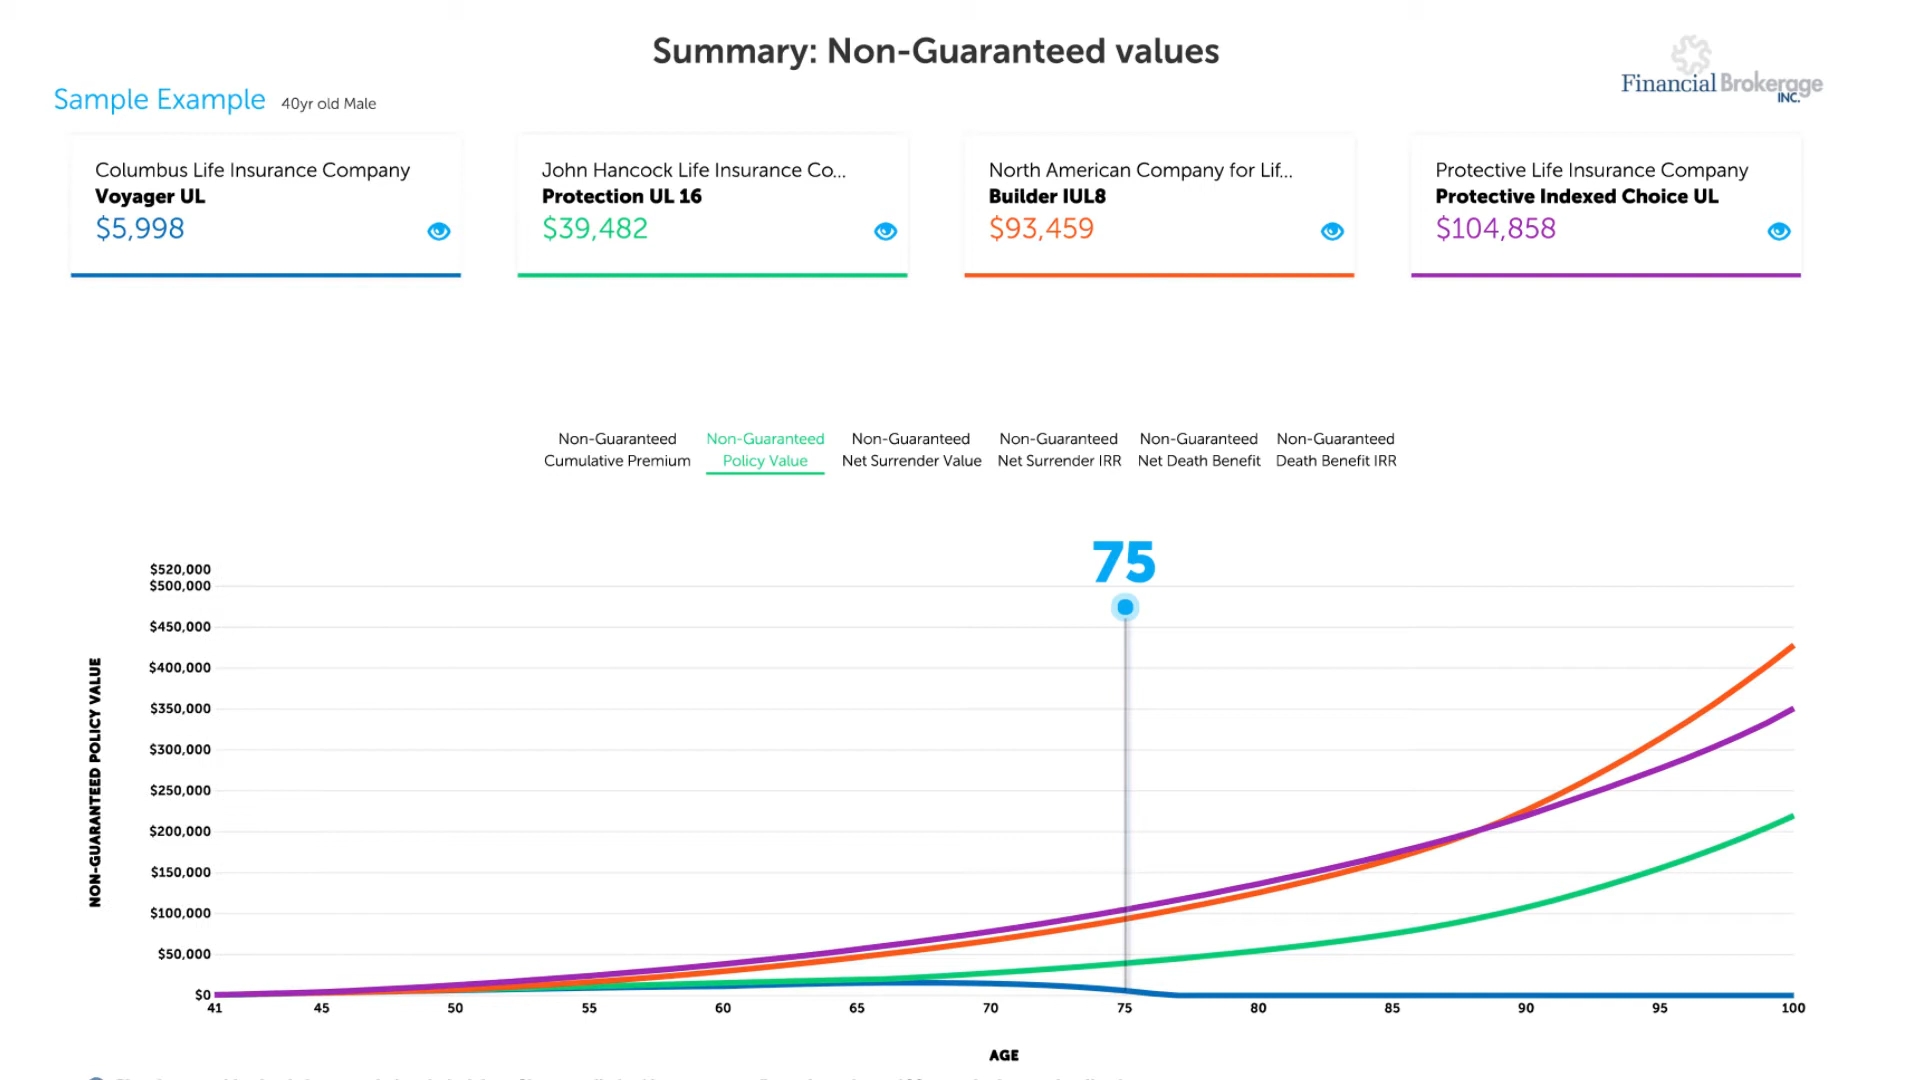 Summary: Non-Guaranteed values
Financial Brokerage
INC.
Sample Example 40yr old Male
Columbus Life Insurance Company
Voyager UL
$5,998
John Hancock Life Insurance Co...
Protection UL 16
$39,482
North American Company for Lif...
Builder IUL8
$93,459
Protective Life Insurance Company
Protective Indexed Choice UL
$104,858
Non-Guaranteed
Cumulative Premium
Non-Guaranteed
Policy Value
Non-Guaranteed
Net Surrender Value
Non-Guaranteed
Net Surrender IRR
Non-Guaranteed
Net Death Benefit
Non-Guaranteed
Death Benefit IRR
75
$520,000
$500,000
$450,000
$400,000
$350,000
$300,000
$250,000
$200,000
$150,000
$100,000
$50,000
$0
NON-GUARANTEED POLICY VALUE
41 45 50 55 60 65 70 75 80 85 90 95 100
AGE